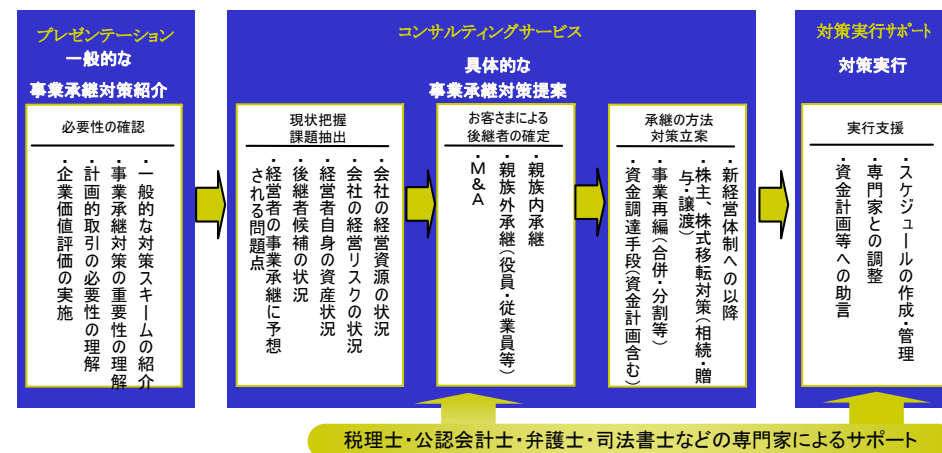 プレゼンテーション
一般的な
事業承継対策紹介
必要性の確認
・一般的な対策スキームの紹介
・事業承継対策の重要性の理解
・計画的取引の必要性の理解
・企業価値評価の実施
コンサルティングサービス
具体的な
事業承継対策提案
現状把握
課題抽出
・会社の経営資源の状況
・会社の経営リスクの状況
・経営者自身の資産状況
・後継者候補の状況
・経営者の事業承継に予想
される問題点
お客さまによる
後継者の確定
・親族内承継
・親族外承継(役員・従業員等)
・M&A
承継の方法
対策立案
・新経営体制への以降
・株主、株式移転対策(相続・贈
与・譲渡)
・事業再編(合併・分割等)
・資金調達手段(資金計画含む)
対策実行サポート
対策実行
実行支援
・スケジュールの作成・管理
・専門家との調整
・資金計画等への助言
税理士・公認会計士・弁護士・司法書士などの専門家によるサポート